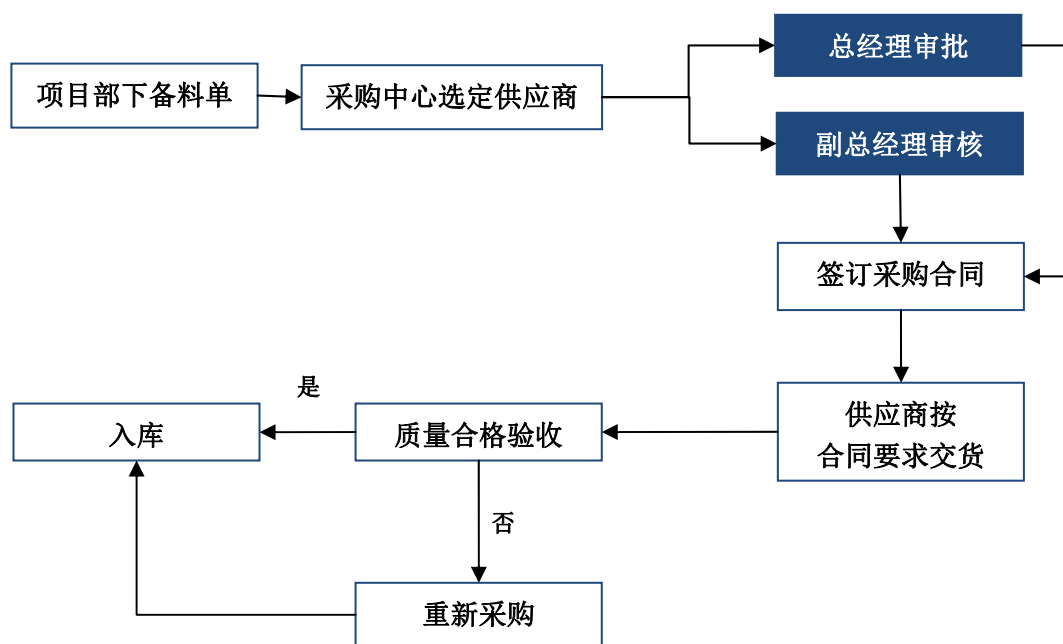 总经理审批
项目部下备料单
采购中心选定供应商
副总经理审核
签订采购合同
供应商按
合同要求交货
是
入库
质量合格验收
否
重新采购